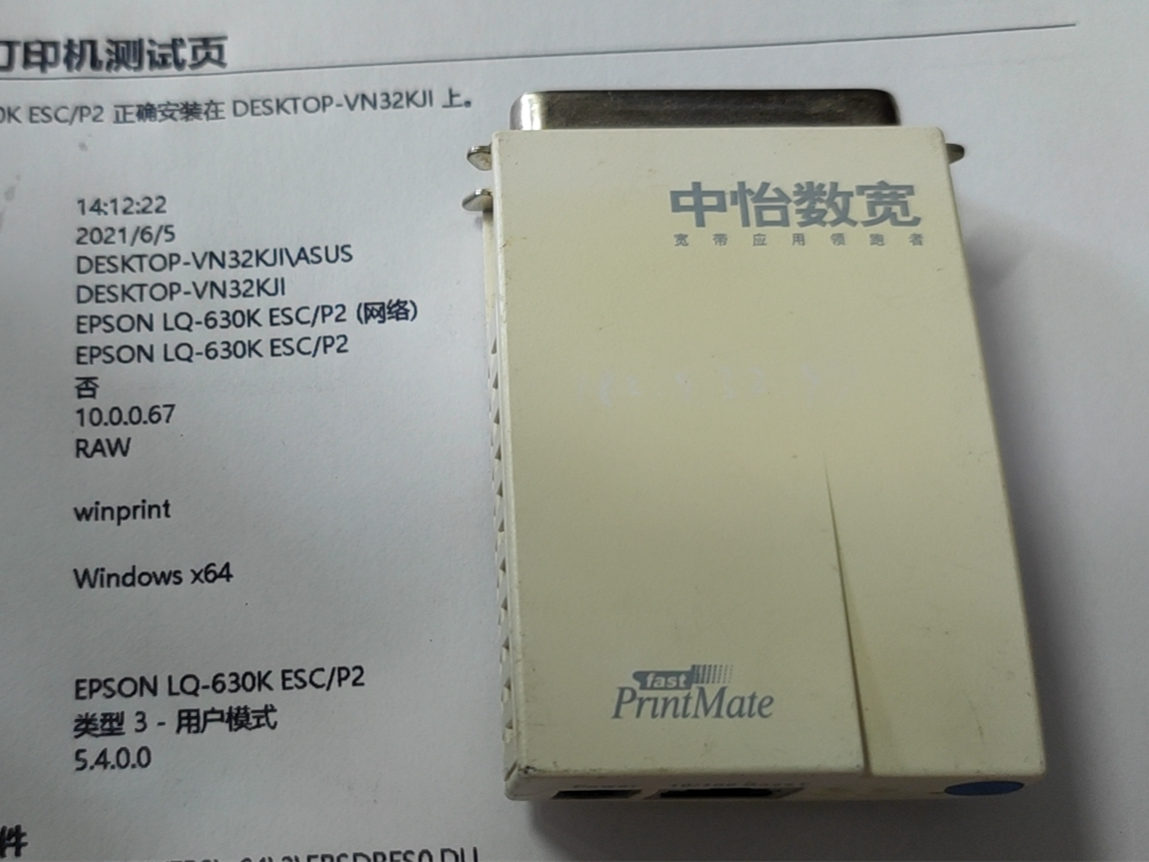 打印机测试页
0K ESC/P2 正确安装在 DESKTOP-VN32KJI 上。
14:12:22
2021/6/5
DESKTOP-VN32KJI\ASUS
DESKTOP-VN32KJI
EPSON LQ-630K ESC/P2 (网络)
EPSON LQ-630K ESC/P2
否
10.0.0.67
RAW
winprint
Windows x64
EPSON LQ-630K ESC/P2
类型 3 - 用户模式
5.4.0.0
件
中怡数宽
宽带应用领跑者
fast
PrintMate